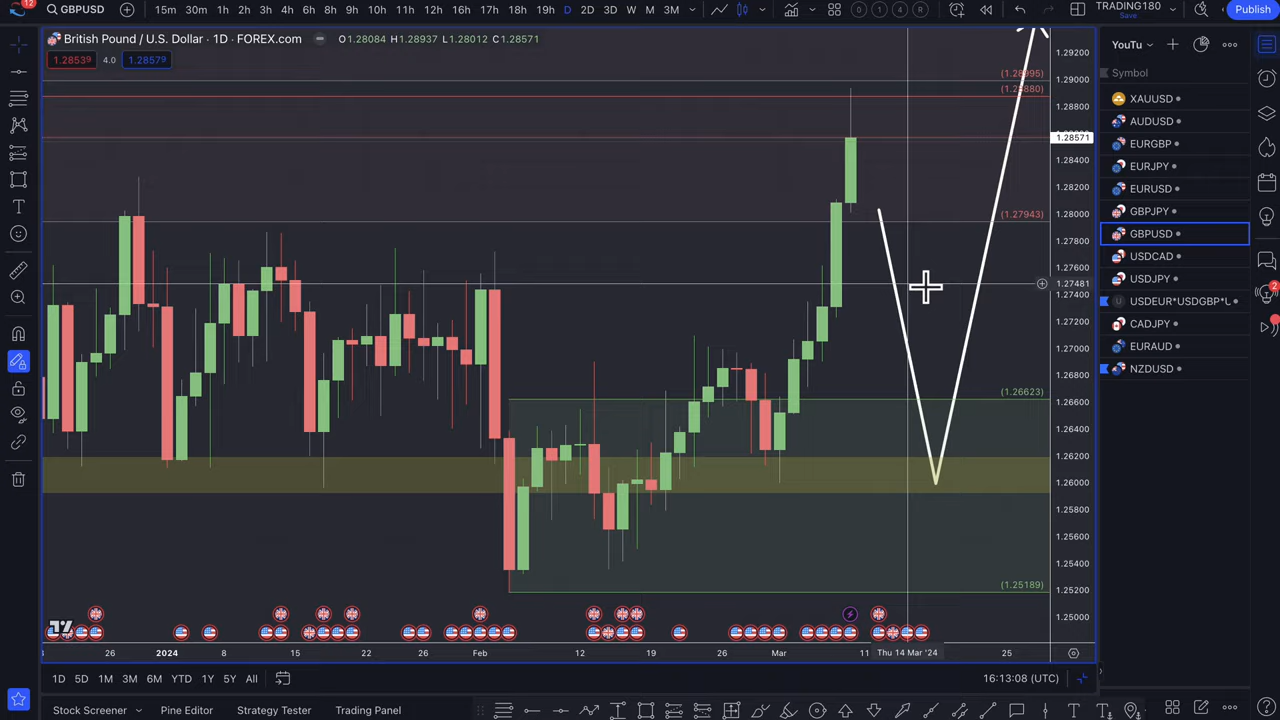 12
GBPUSD
15m 30m 1h 2h 3h 4h 6h 8h 9h 10h 11h 12h 16h 17h 18h 19h D 2D 3D W M 3M
TRADING180
Save
Publish
British Pound / U.S. Dollar · 1D · FOREX.com
O1.28084 H1.28937 L1.28012 C1.28571
1.28539 4.0 1.28579
(1.28995)
(1.28880)
(1.27943)
(1.26623)
(1.25189)
1.29200
1.29000
1.28800
1.28571
1.28400
1.28200
1.28000
1.27800
1.27600
1.27481
1.27400
1.27200
1.27000
1.26800
1.26600
1.26400
1.26200
1.26000
1.25800
1.25600
1.25400
1.25200
1.25000
26 2024 8 15 22 26 Feb 12 19 26 Mar 11 Thu 14 Mar '24 25
1D 5D 1M 3M 6M YTD 1Y 5Y All
16:13:08 (UTC)
Stock Screener Pine Editor Strategy Tester Trading Panel
YouTu
Symbol
XAUUSD
AUDUSD
EURGBP
EURJPY
EURUSD
GBPJPY
GBPUSD
USDCAD
USDJPY
USDEUR*USDGBP*U
CADJPY
EURAUD
NZDUSD
2